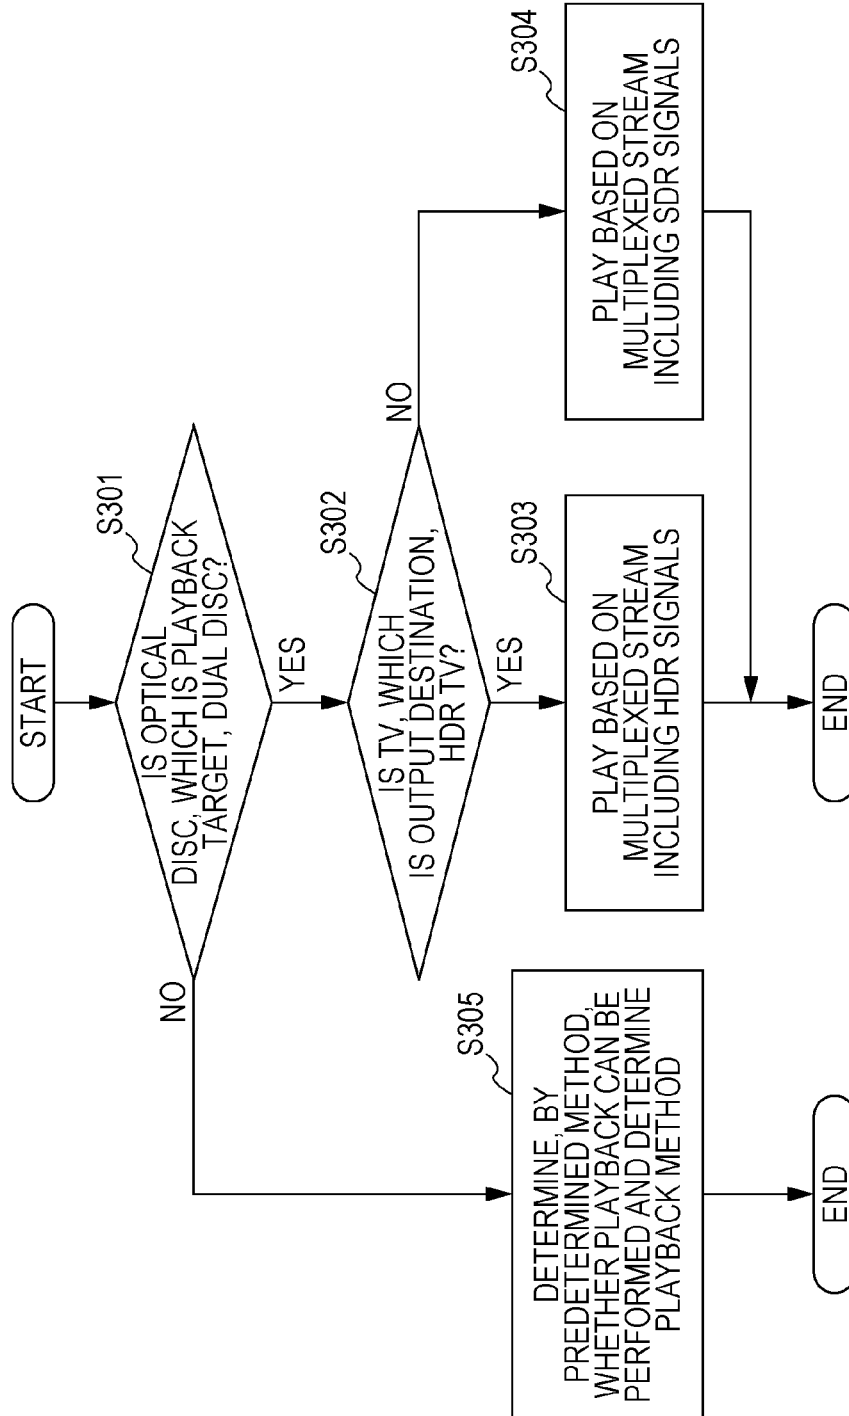 START
S301
IS OPTICAL
DISC, WHICH IS PLAYBACK
TARGET, DUAL DISC?
NO
YES
S302
IS TV, WHICH
IS OUTPUT DESTINATION,
HDR TV?
NO
YES
S305
DETERMINE, BY
PREDETERMINED METHOD,
WHETHER PLAYBACK CAN BE
PERFORMED AND DETERMINE
PLAYBACK METHOD
S303
PLAY BASED ON
MULTIPLEXED STREAM
INCLUDING HDR SIGNALS
S304
PLAY BASED ON
MULTIPLEXED STREAM
INCLUDING SDR SIGNALS
END
END